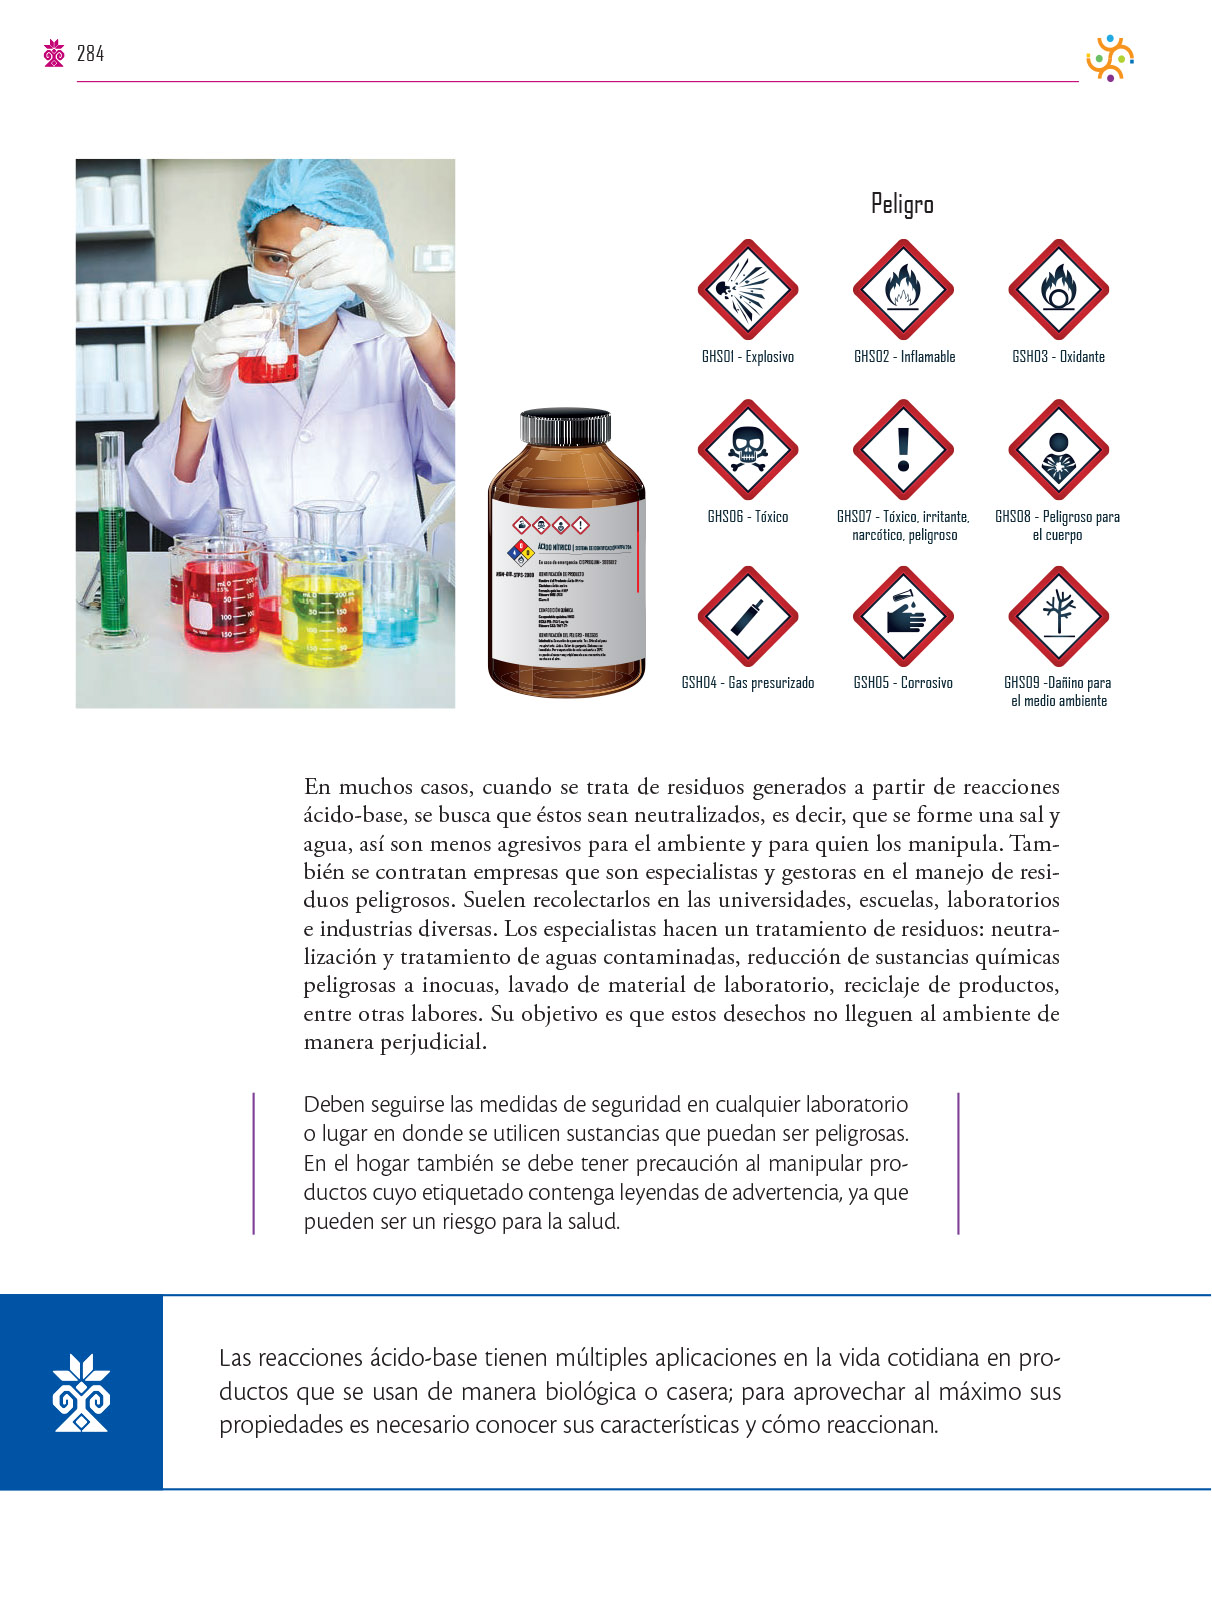 284
Peligro
GHS01 - Explosivo
GHS02 - Inflamable
GSH03 - Oxidante
GHS06 - Tóxico
GHS07 - Tóxico, irritante,
narcótico, peligroso
GHS08 - Peligroso para
el cuerpo
GSH04 - Gas presurizado
GSH05 - Corrosivo
GHS09 -Dañino para
el medio ambiente
ÁCIDO NÍTRICO
IDENTIFICACIÓN DE PRODUCTO
COMPOSICIÓN QUÍMICA
En muchos casos, cuando se trata de residuos generados a partir de reacciones
ácido-base, se busca que éstos sean neutralizados, es decir, que se forme una sal y
agua, así son menos agresivos para el ambiente y para quien los manipula. Tam-
bién se contratan empresas que son especialistas y gestoras en el manejo de resi-
duos peligrosos. Suelen recolectarlos en las universidades, escuelas, laboratorios
e industrias diversas. Los especialistas hacen un tratamiento de residuos: neutra-
lización y tratamiento de aguas contaminadas, reducción de sustancias químicas
peligrosas a inocuas, lavado de material de laboratorio, reciclaje de productos,
entre otras labores. Su objetivo es que estos desechos no lleguen al ambiente de
manera perjudicial.
Deben seguirse las medidas de seguridad en cualquier laboratorio
o lugar en donde se utilicen sustancias que puedan ser peligrosas.
En el hogar también se debe tener precaución al manipular pro-
ductos cuyo etiquetado contenga leyendas de advertencia, ya que
pueden ser un riesgo para la salud.
Las reacciones ácido-base tienen múltiples aplicaciones en la vida cotidiana en pro-
ductos que se usan de manera biológica o casera; para aprovechar al máximo sus
propiedades es necesario conocer sus características y cómo reaccionan.